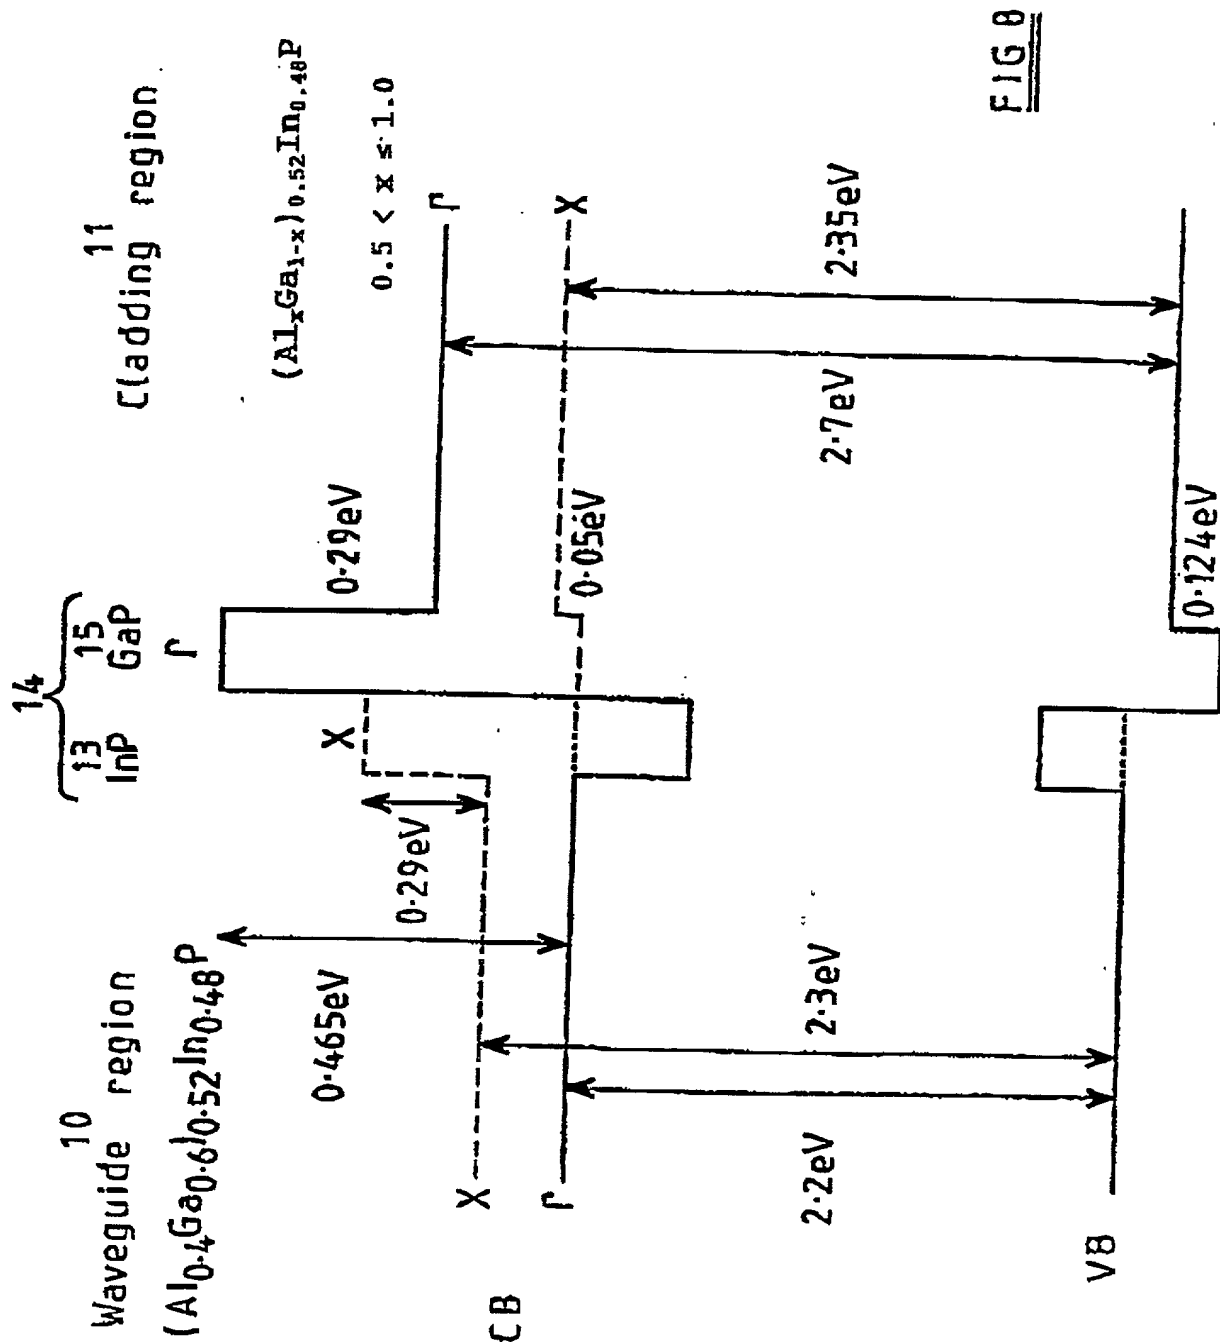 14
10
Waveguide region
(Al0·4Ga0·6)0·52In0·48P
13
InP
15
GaP
11
Cladding region
(AlxGa1-x)0.52In0.48P
0.5 < x ≤ 1.0
Γ
X
0·29eV
0·465eV
0·29eV
X
Γ
Γ
X
0·05eV
CB
2·2eV
2·3eV
2·7eV
2·35eV
VB
0·124eV
FIG 8